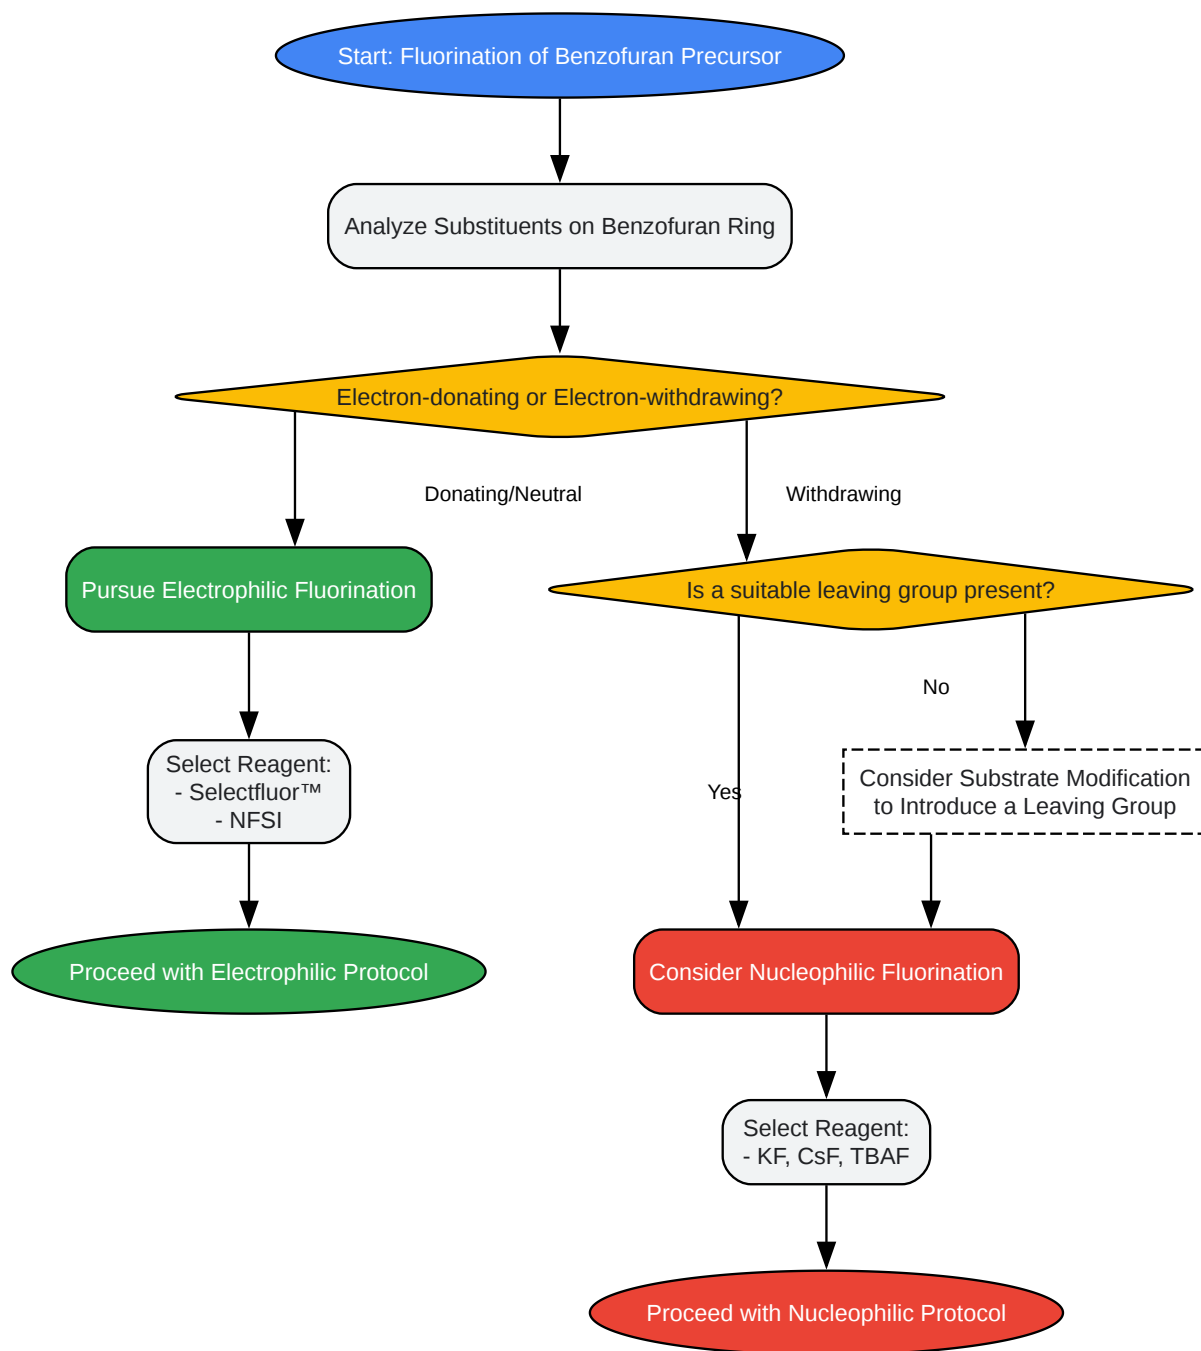 Start: Fluorination of Benzofuran Precursor
Analyze Substituents on Benzofuran Ring
Electron-donating or Electron-withdrawing?
Donating/Neutral
Withdrawing
Pursue Electrophilic Fluorination
Is a suitable leaving group present?
No
Select Reagent:
- Selectfluor™
- NFSI
Yes
Consider Substrate Modification
to Introduce a Leaving Group
Proceed with Electrophilic Protocol
Consider Nucleophilic Fluorination
Select Reagent:
- KF, CsF, TBAF
Proceed with Nucleophilic Protocol